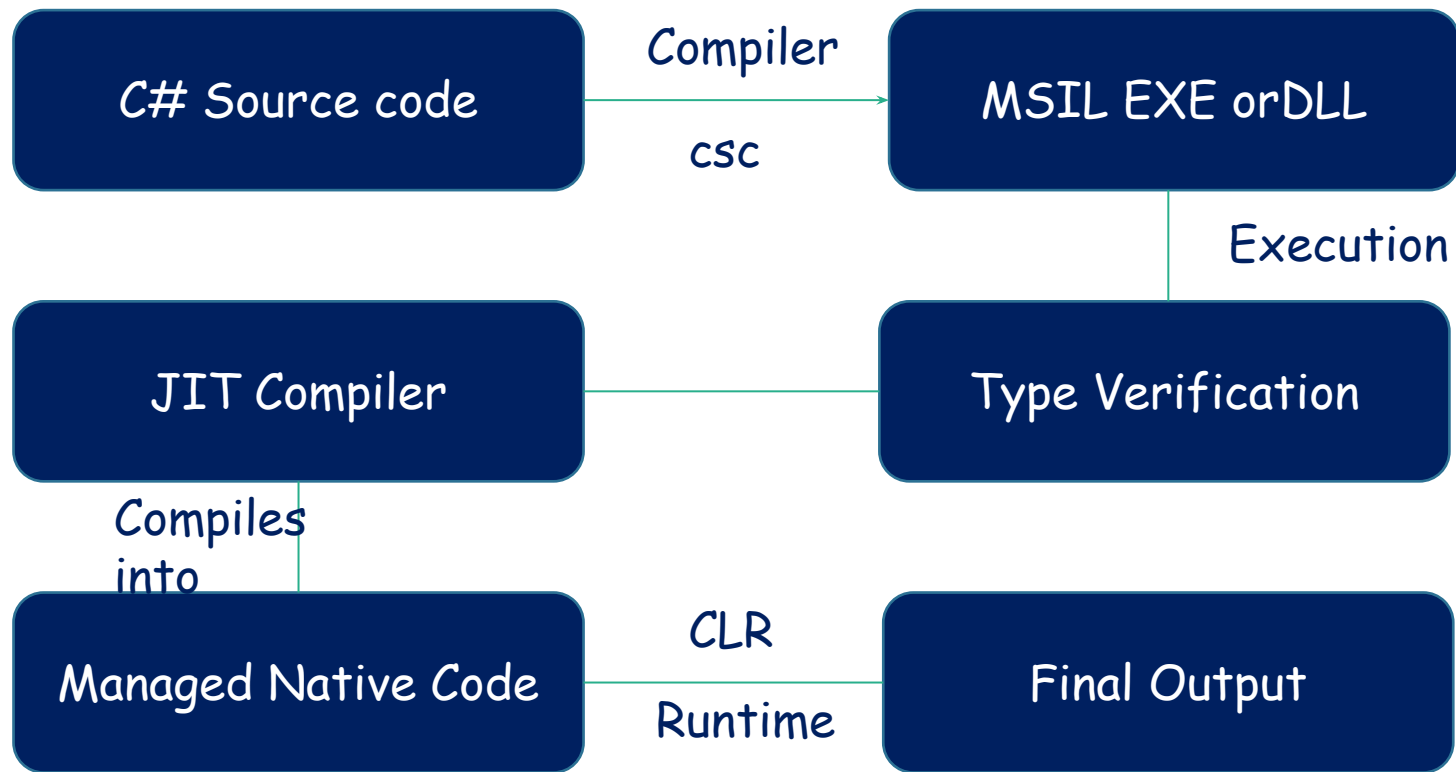 C# Source code
Compiler
csc
MSIL EXE orDLL
Execution
Type Verification
JIT Compiler
Compiles
into
Managed Native Code
CLR
Runtime
Final Output